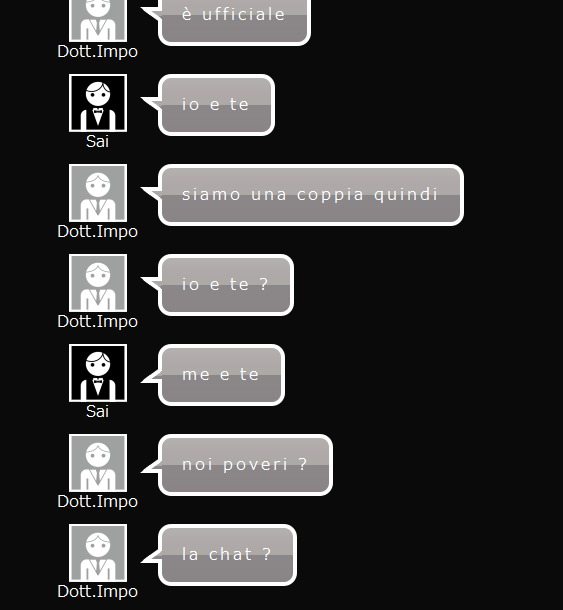 è ufficiale
Dott.Impo
io e te
Sai
siamo una coppia quindi
Dott.Impo
io e te ?
Dott.Impo
me e te
Sai
noi poveri ?
Dott.Impo
la chat ?
Dott.Impo